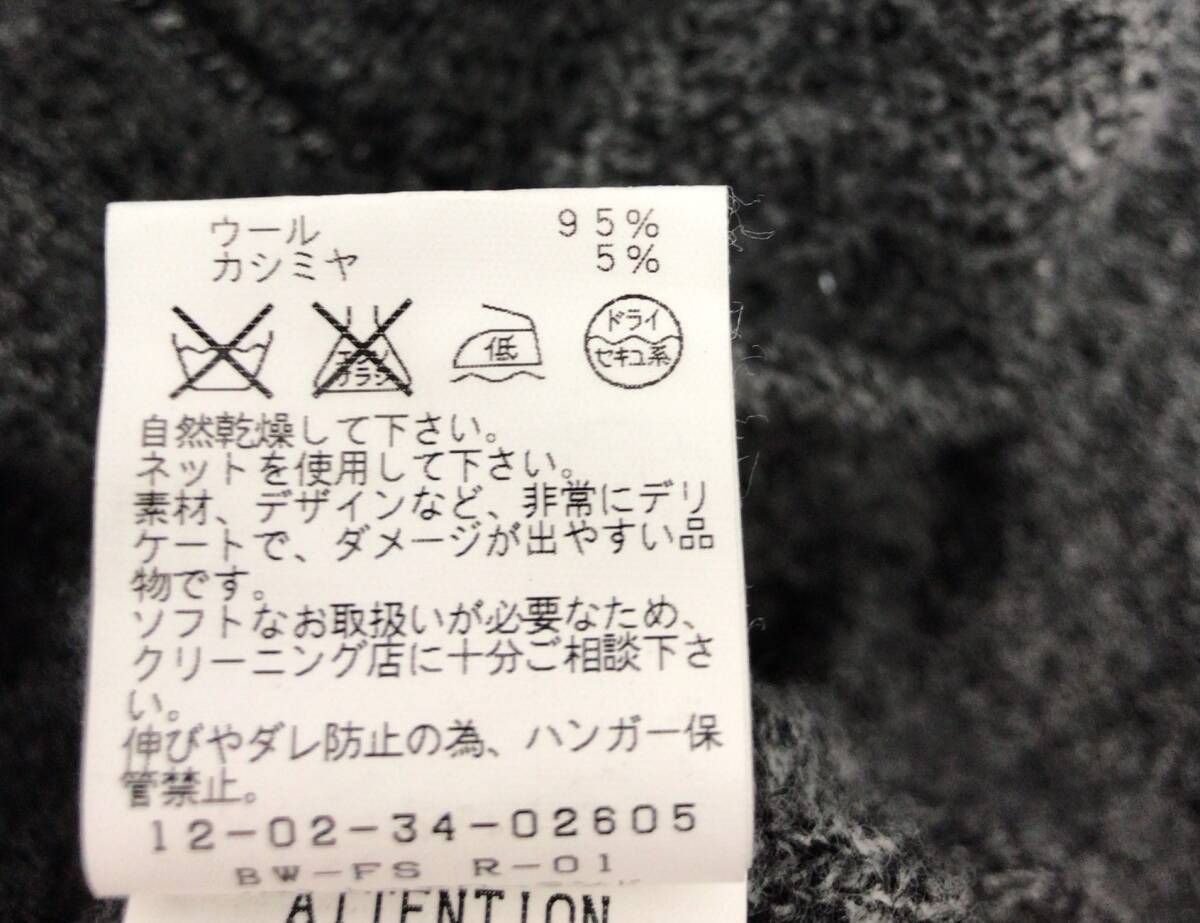 ウール 95%
カシミヤ 5%
エンソ
フラシ
低
ドライ
セキユ系
自然乾燥して下さい。
ネットを使用して下さい。
素材、デザインなど、非常にデリ
ケートで、ダメージが出やすい品
物です。
ソフトなお取扱いが必要なため、
クリーニング店に十分ご相談下さ
い。
伸びやダレ防止の為、ハンガー保
管禁止。
12-02-34-02605
BW-FS R-01
ATTENTION